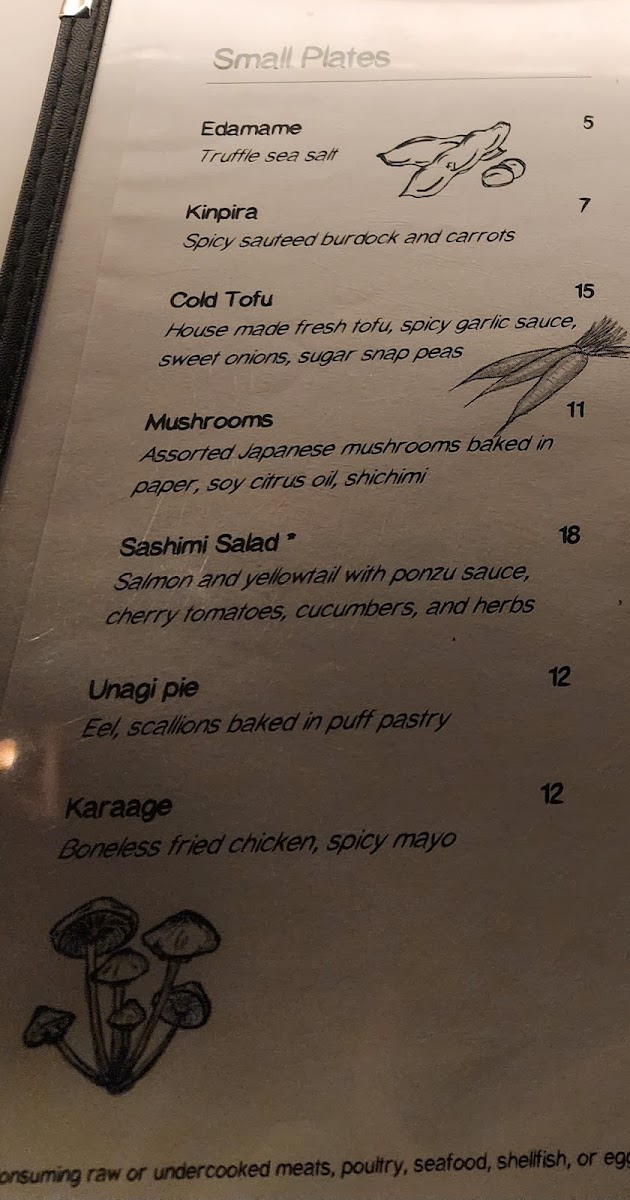 Small Plates
Edamame 5
Truffle sea salt
Kinpira 7
Spicy sauteed burdock and carrots
Cold Tofu 15
House made fresh tofu, spicy garlic sauce,
sweet onions, sugar snap peas
Mushrooms 11
Assorted Japanese mushrooms baked in
paper, soy citrus oil, shichimi
Sashimi Salad * 18
Salmon and yellowtail with ponzu sauce,
cherry tomatoes, cucumbers, and herbs
Unagi pie 12
Eel, scallions baked in puff pastry
Karaage 12
Boneless fried chicken, spicy mayo
onsuming raw or undercooked meats, poultry, seafood, shellfish, or egg